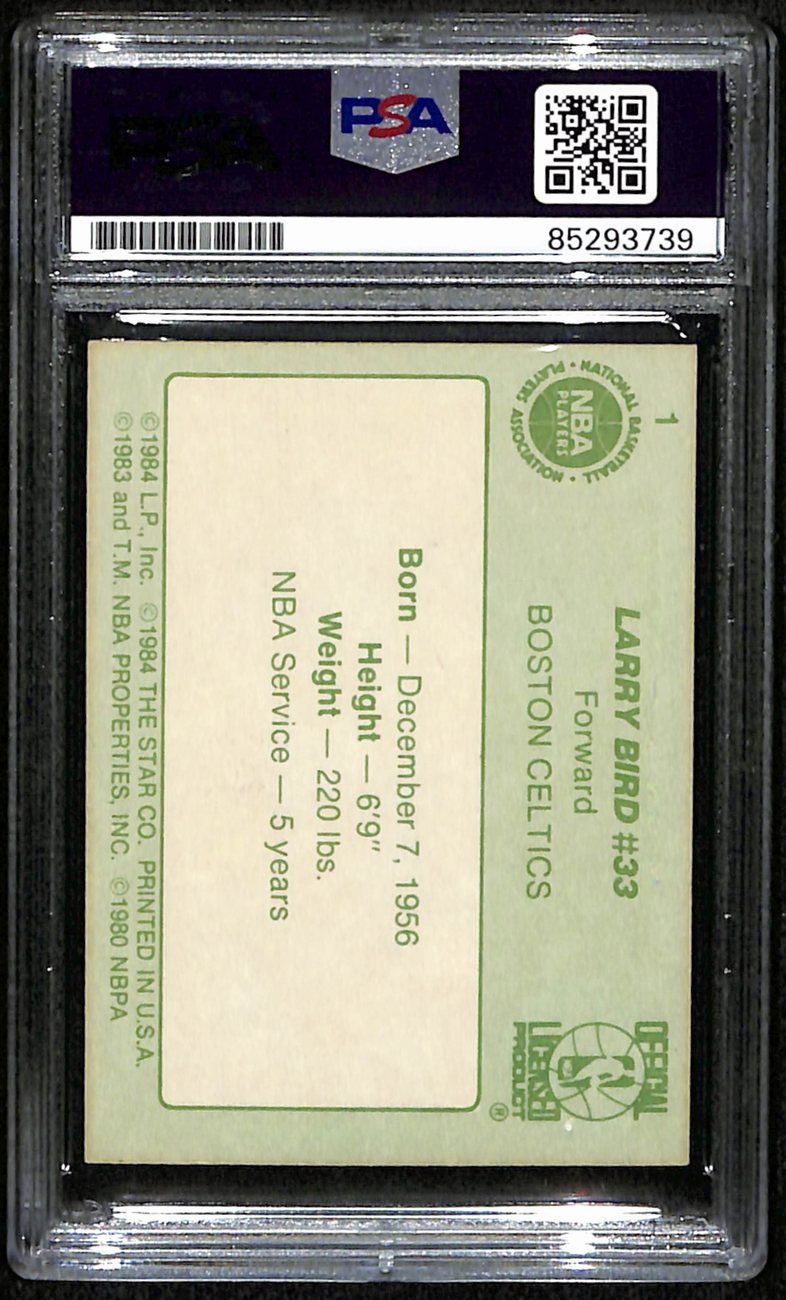 PSA
85293739
1
LARRY BIRD #33
Forward
BOSTON CELTICS
NATIONAL BASKETBALL PLAYERS ASSOCIATION
NBA
PLAYERS
OFFICIAL
LICENSED
PRODUCT
®
Born — December 7, 1956
Height — 6'9"
Weight — 220 lbs.
NBA Service — 5 years
©1984 L.P., Inc. ©1984 THE STAR CO. PRINTED IN U.S.A.
©1983 and T.M. NBA PROPERTIES, INC. ©1980 NBPA